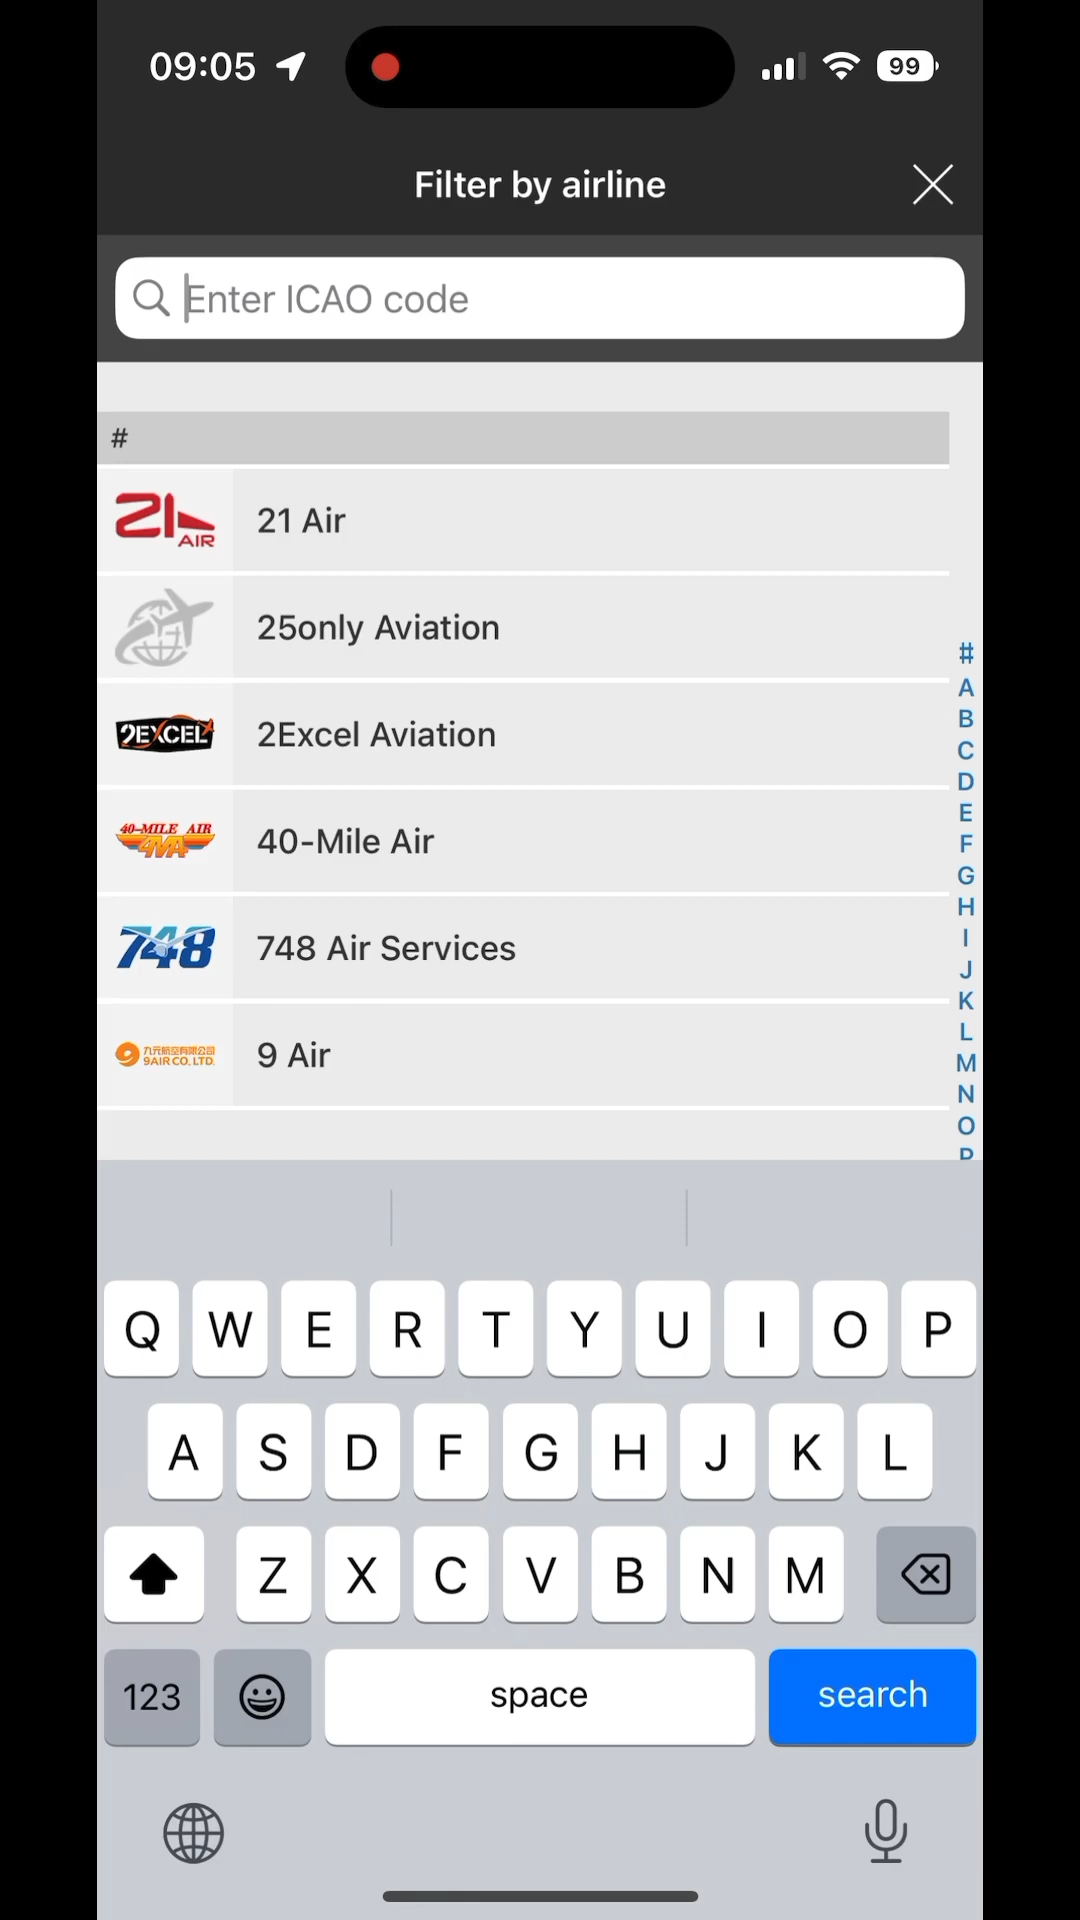 09:05
99
Filter by airline
Enter ICAO code
#
21 AIR
21 Air
25only Aviation
2EXCEL
2Excel Aviation
40-MILE AIR
4MA
40-Mile Air
748
748 Air Services
九元航空有限公司
9AIR CO. LTD.
9 Air
#
A
B
C
D
E
F
G
H
I
J
K
L
M
N
O
P
Q W E R T Y U I O P
A S D F G H J K L
Z X C V B N M
123 space search